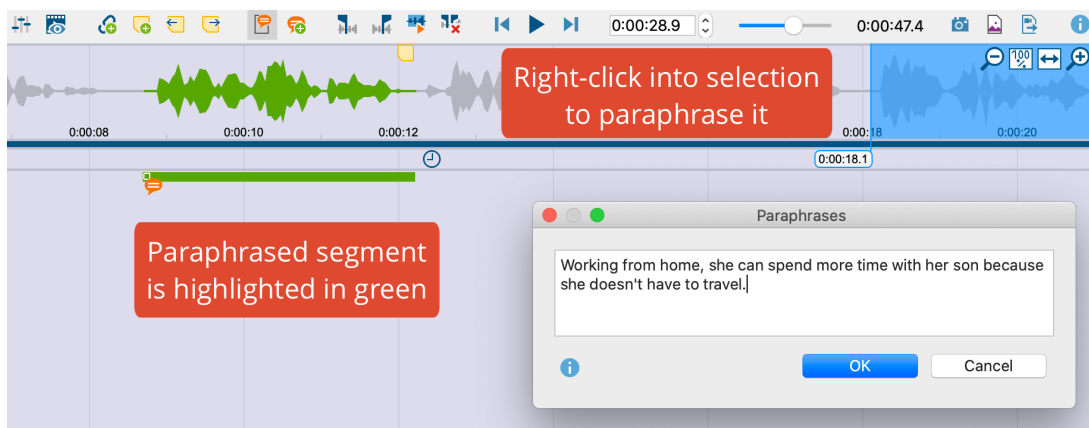 0:00:28.9
0:00:47.4
100
%
Right-click into selection
to paraphrase it
0:00:08
0:00:10
0:00:12
0:00:18
0:00:20
0:00:18.1
Paraphrased segment
is highlighted in green
Paraphrases
Working from home, she can spend more time with her son because
she doesn't have to travel.
OK
Cancel